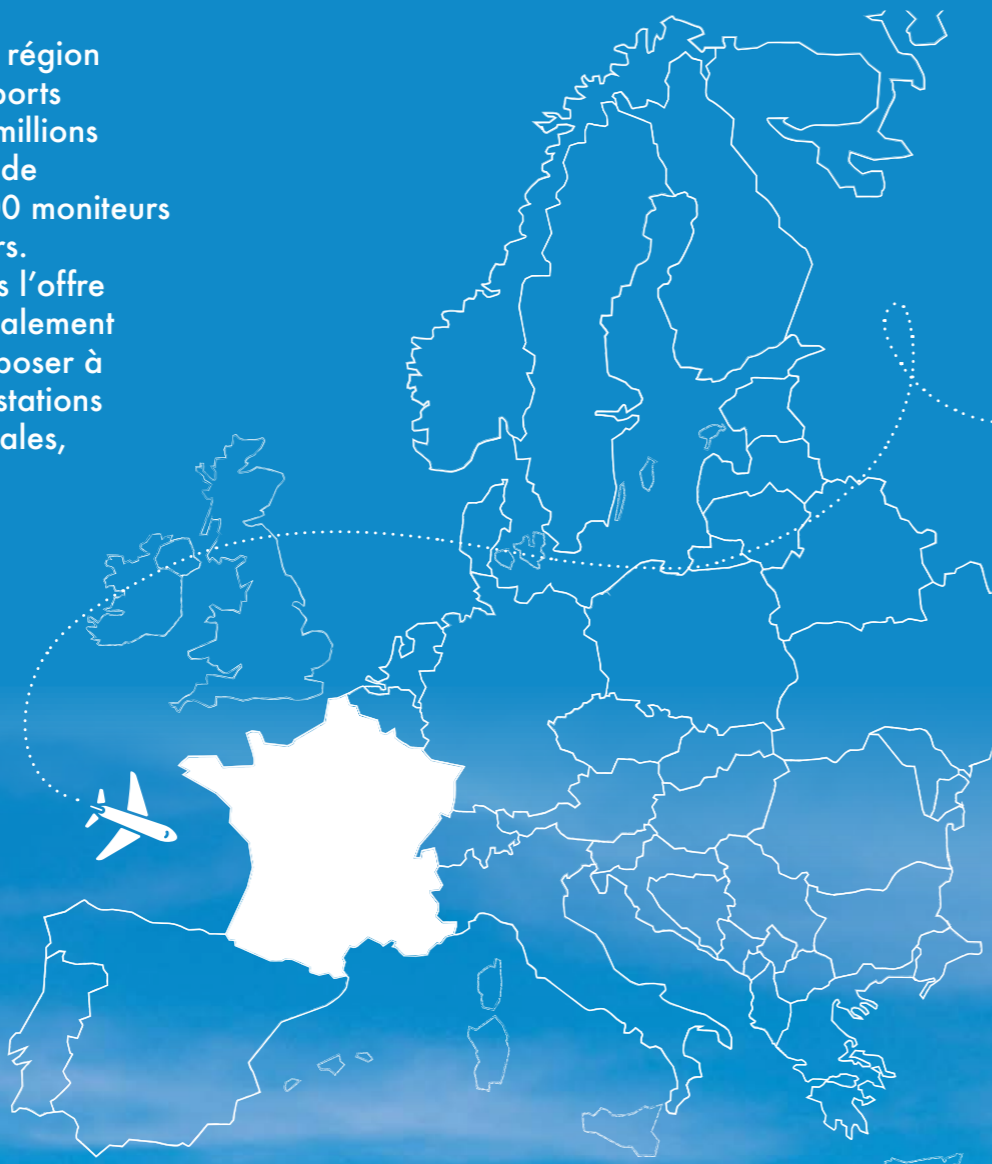 région
ports
millions
de
0 moniteurs
rs.
s l’offre
alement
poser à
stations
ales,